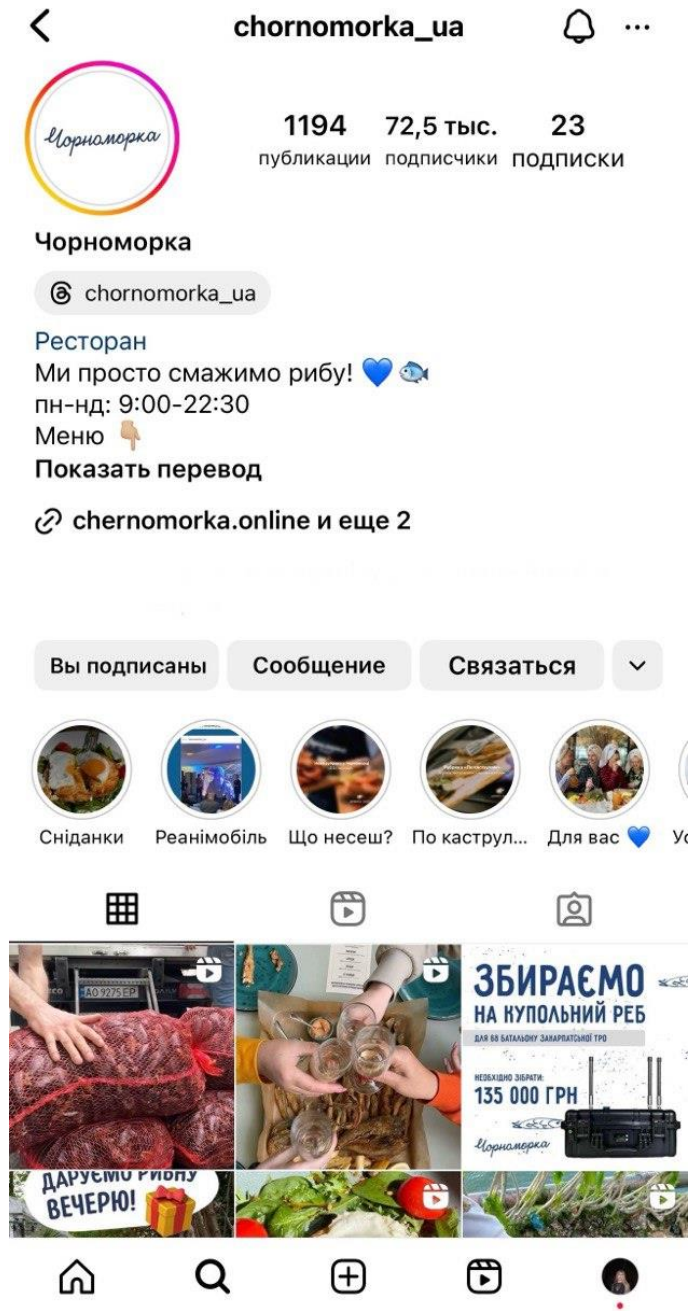 chornomorka_ua
Чорноморка
1194 72,5 тыс. 23
публикации подписчики подписки
Чорноморка
chornomorka_ua
Ресторан
Ми просто смажимо рибу! 💙 🐟
пн-нд: 9:00-22:30
Меню 👇🏼
Показать перевод
chernomorka.online и еще 2
Вы подписаны Сообщение Связаться
Сніданки Реанімобіль Що несеш? По каструл... Для вас 💙 Ус
АО 9275 ЕР
ЗБИРАЄМО
НА КУПОЛЬНИЙ РЕБ
ДЛЯ 68 БАТАЛЬОНУ ЗАКАРПАТСЬКОЇ ТРО
НЕОБХІДНО ЗІБРАТИ:
135 000 ГРН
Чорноморка
ДАРУЄМО РИБНУ
ВЕЧЕРЮ!